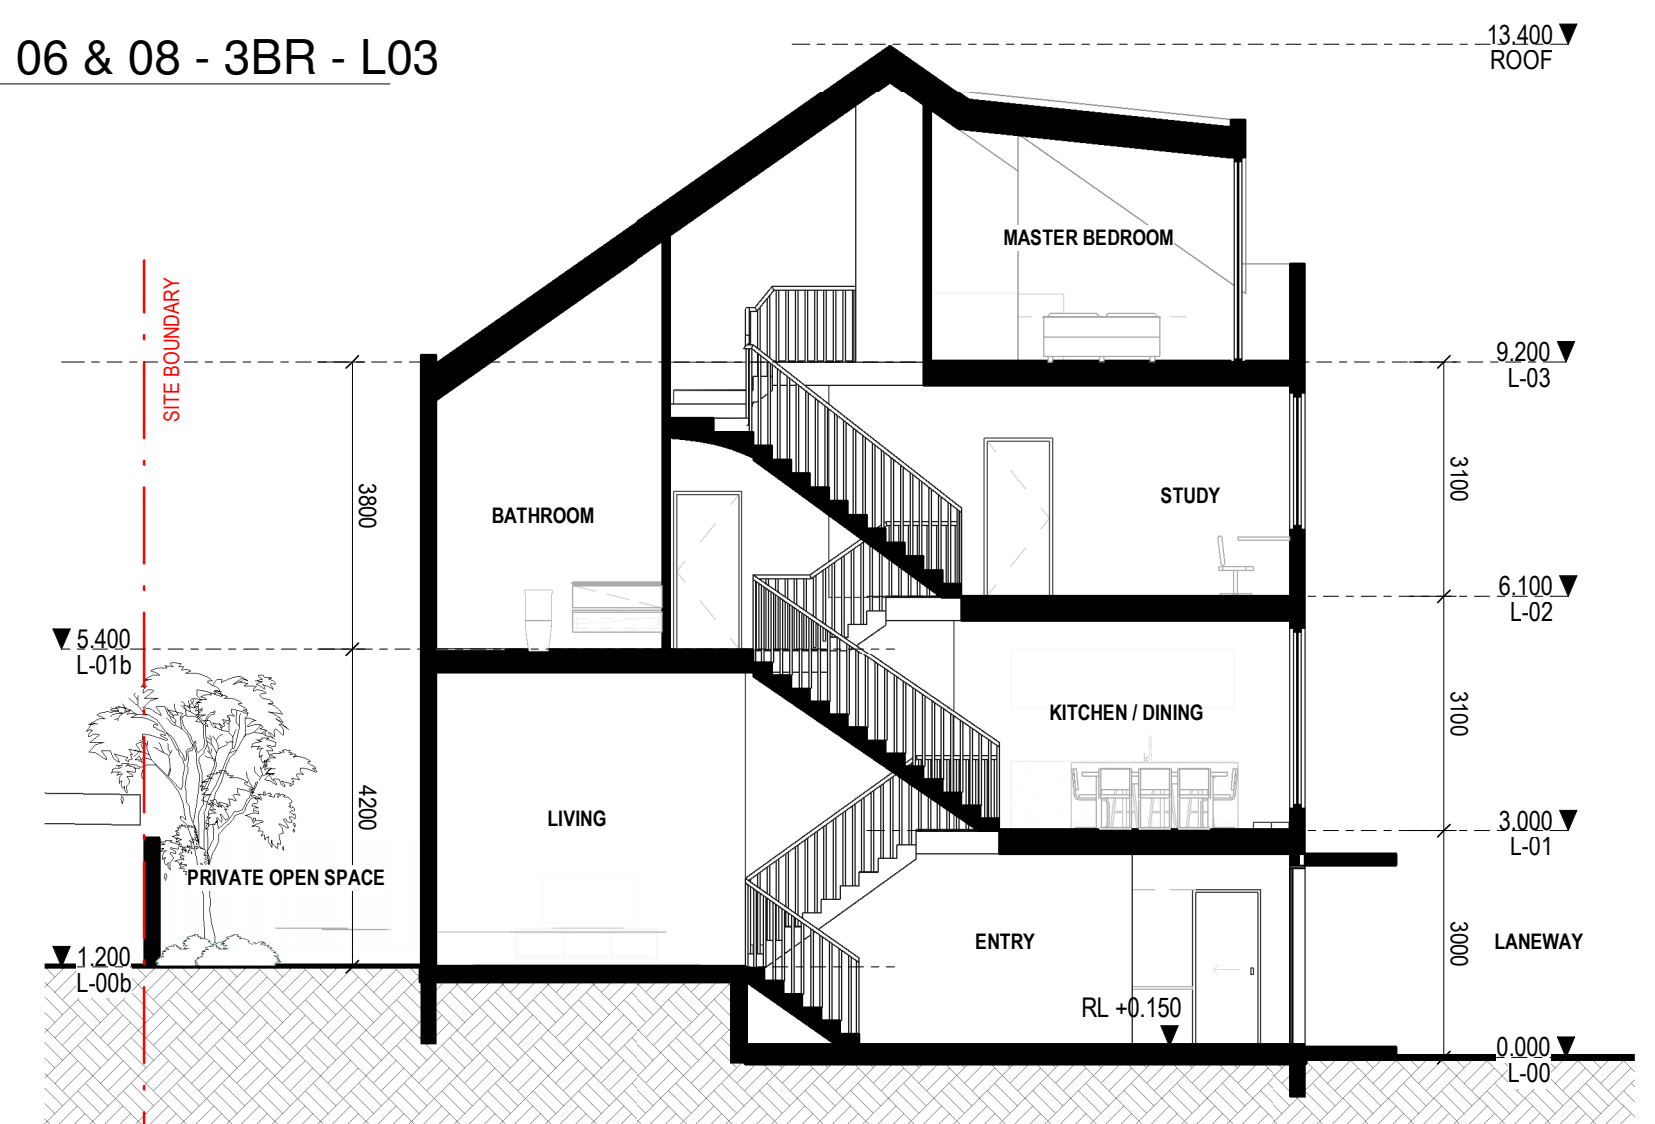 06 & 08 - 3BR - L03
13.400
ROOF
SITE BOUNDARY
MASTER BEDROOM
9.200
L-03
3800
3100
BATHROOM
STUDY
6.100
L-02
5.400
L-01b
3100
KITCHEN / DINING
4200
LIVING
3.000
L-01
PRIVATE OPEN SPACE
3000
ENTRY
LANEWAY
1.200
L-00b
RL +0.150
0.000
L-00